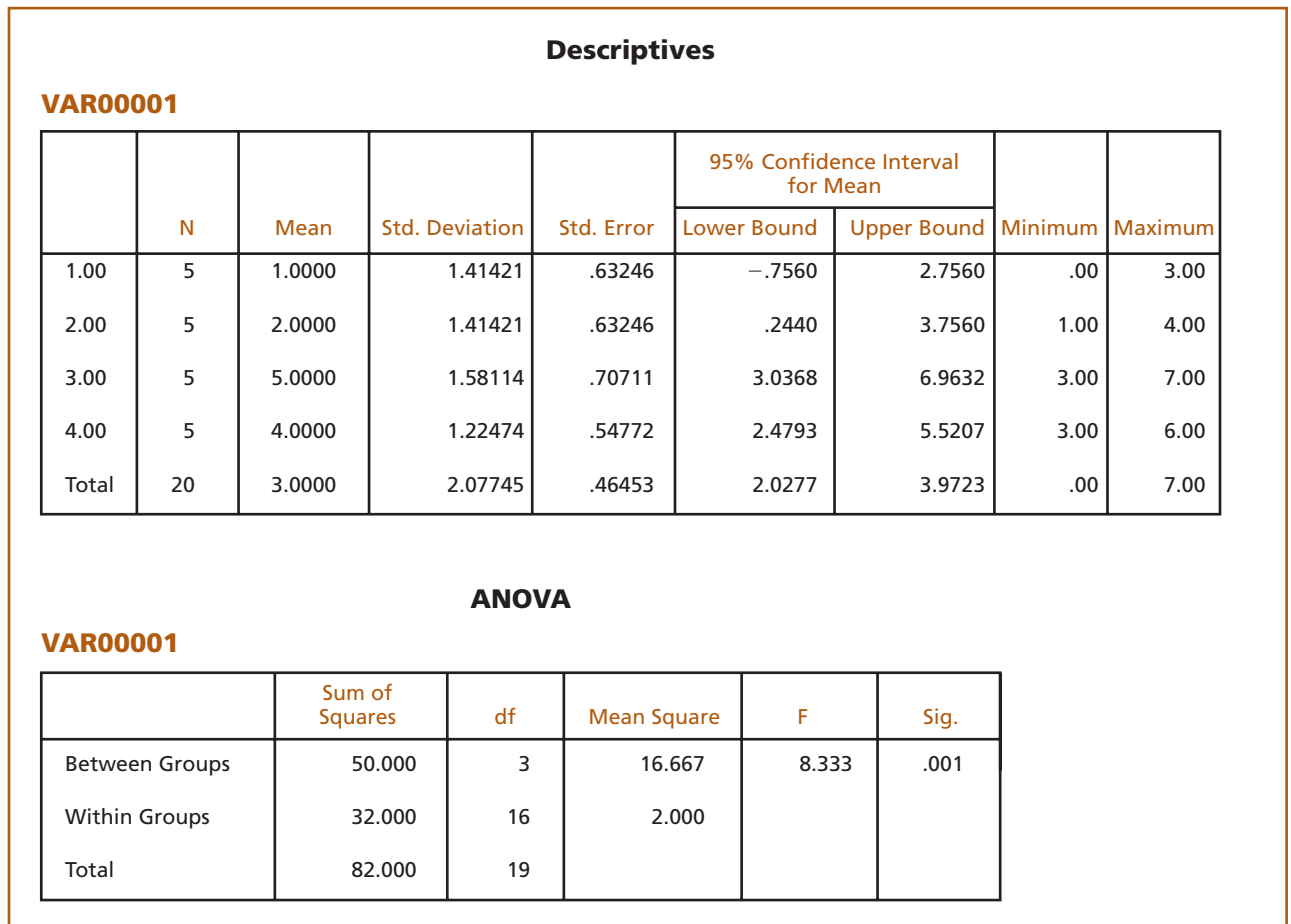 Descriptives
VAR00001
95% Confidence Interval
for Mean
N Mean Std. Deviation Std. Error Lower Bound Upper Bound Minimum Maximum
1.00 5 1.0000 1.41421 .63246 −.7560 2.7560 .00 3.00
2.00 5 2.0000 1.41421 .63246 .2440 3.7560 1.00 4.00
3.00 5 5.0000 1.58114 .70711 3.0368 6.9632 3.00 7.00
4.00 5 4.0000 1.22474 .54772 2.4793 5.5207 3.00 6.00
Total 20 3.0000 2.07745 .46453 2.0277 3.9723 .00 7.00
ANOVA
VAR00001
Sum of
Squares df Mean Square F Sig.
Between Groups 50.000 3 16.667 8.333 .001
Within Groups 32.000 16 2.000
Total 82.000 19